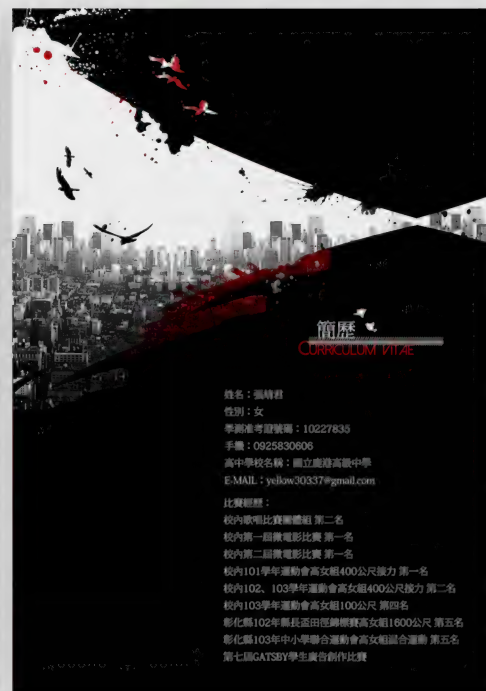 簡歷
CURRICULUM VITAE
姓名：張靖君
性別：女
學測准考證號碼：10227835
手機：0925830606
高中學校名稱：國立鹿港高級中學
E-MAIL：yellow30337@gmail.com
比賽經歷：
校內歌唱比賽團體組 第二名
校內第一屆微電影比賽 第一名
校內第二屆微電影比賽 第一名
校內101學年運動會高女組400公尺接力 第一名
校內102、103學年運動會高女組400公尺接力 第二名
校內103學年運動會高女組100公尺 第四名
彰化縣102年縣長盃田徑錦標賽高女組1600公尺 第五名
彰化縣103年中小學聯合運動會高女組混合運動 第五名
第七屆GATSBY學生廣告創作比賽